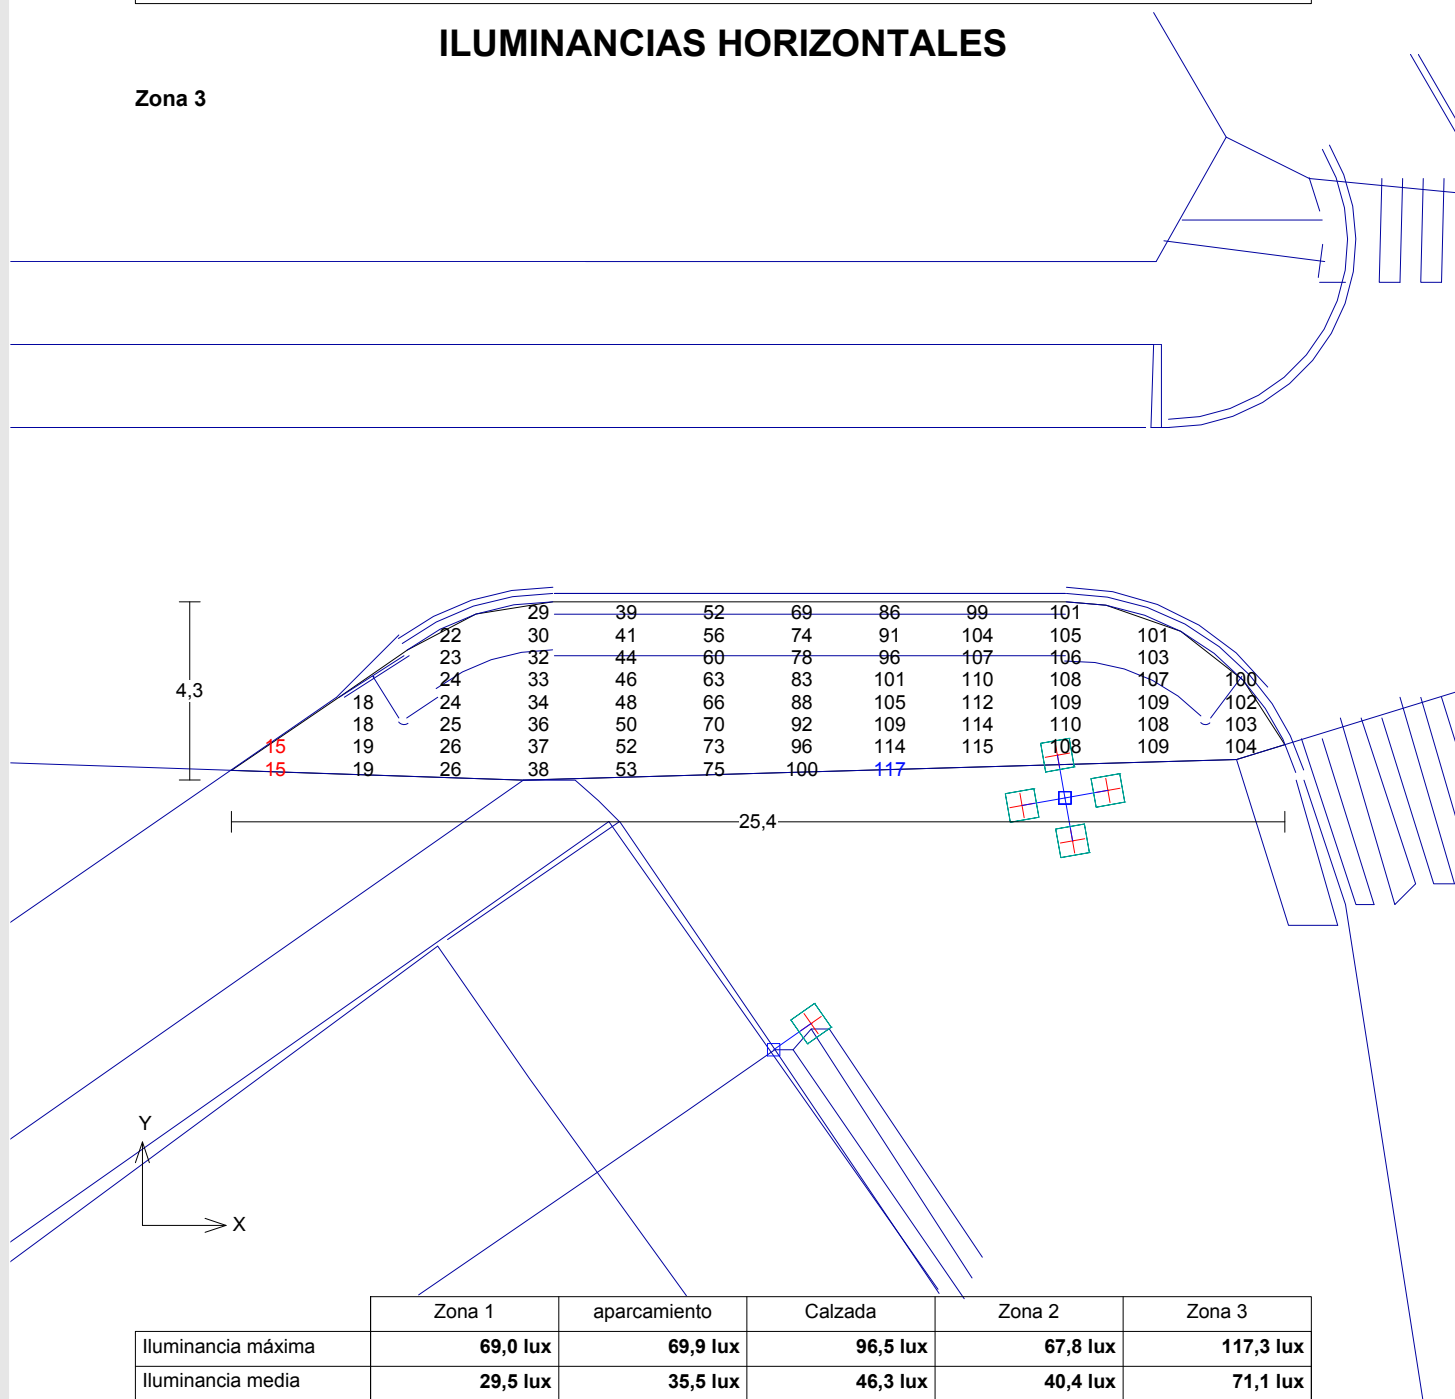 ILUMINANCIAS HORIZONTALES
Zona 3
29 39 52 69 86 99 101
22 30 41 56 74 91 104 105 101
23 32 44 60 78 96 107 106 103
24 33 46 63 83 101 110 108 107 100
4,3
18 24 34 48 66 88 105 112 109 109 102
18 25 36 50 70 92 109 114 110 108 103
15 19 26 37 52 73 96 114 115 108 109 104
15 19 26 38 53 75 100 117
25,4
Y
X
Zona 1 aparcamiento Calzada Zona 2 Zona 3
Iluminancia máxima 69,0 lux 69,9 lux 96,5 lux 67,8 lux 117,3 lux
Iluminancia media 29,5 lux 35,5 lux 46,3 lux 40,4 lux 71,1 lux